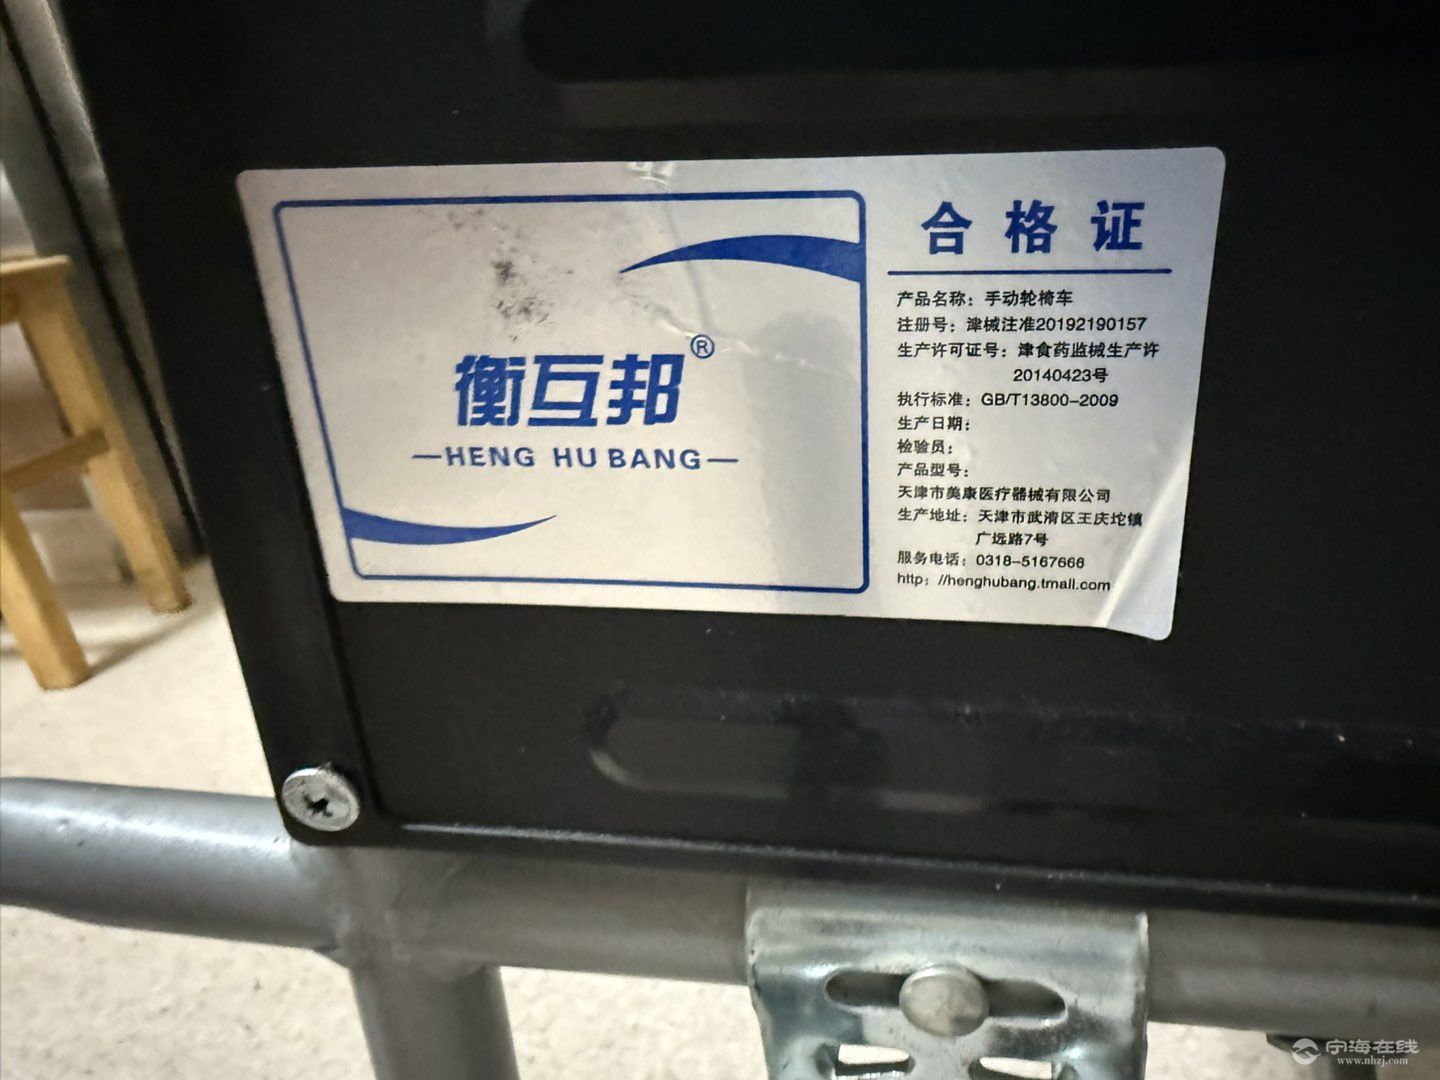 衡互邦®
—HENG HU BANG—
合格证
产品名称：手动轮椅车
注册号：津械注准20192190157
生产许可证号：津食药监械生产许
20140423号
执行标准：GB/T13800-2009
生产日期：
检验员：
产品型号：
天津市美康医疗器械有限公司
生产地址：天津市武清区王庆坨镇
广远路7号
服务电话：0318-5167666
http：//henghubang.tmall.com
宁海在线
www.nhzj.com